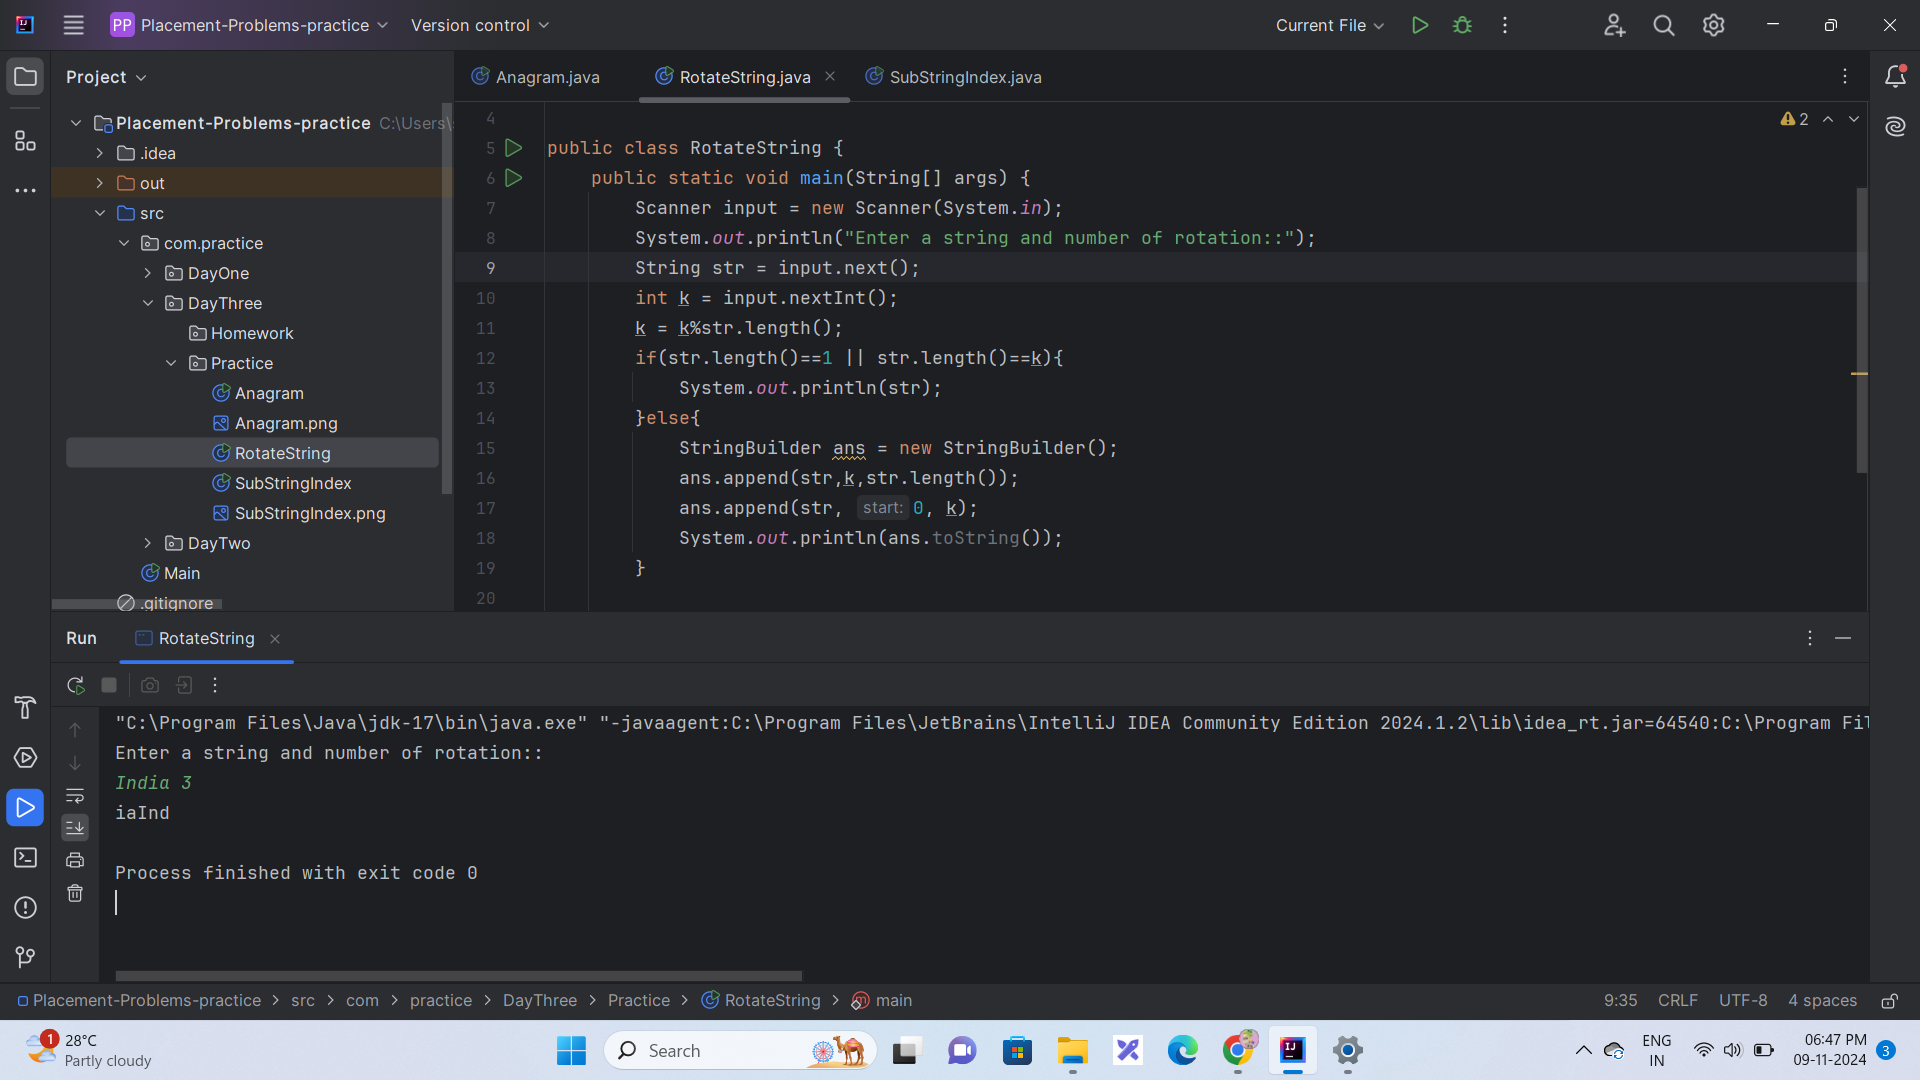 PP Placement-Problems-practice Version control Current File
Project
Anagram.java RotateString.java SubStringIndex.java
Placement-Problems-practice C:\Users\
.idea
out
src
com.practice
DayOne
DayThree
Homework
Practice
Anagram
Anagram.png
RotateString
SubStringIndex
SubStringIndex.png
DayTwo
Main
.gitignore
2
4
5 public class RotateString {
6 public static void main(String[] args) {
7 Scanner input = new Scanner(System.in);
8 System.out.println("Enter a string and number of rotation::");
9 String str = input.next();
10 int k = input.nextInt();
11 k = k%str.length();
12 if(str.length()==1 || str.length()==k){
13 System.out.println(str);
14 }else{
15 StringBuilder ans = new StringBuilder();
16 ans.append(str,k,str.length());
17 ans.append(str, start: 0, k);
18 System.out.println(ans.toString());
19 }
20
Run RotateString
"C:\Program Files\Java\jdk-17\bin\java.exe" "-javaagent:C:\Program Files\JetBrains\IntelliJ IDEA Community Edition 2024.1.2\lib\idea_rt.jar=64540:C:\Program Fil
Enter a string and number of rotation::
India 3
iaInd
Process finished with exit code 0
Placement-Problems-practice > src > com > practice > DayThree > Practice > RotateString > main 9:35 CRLF UTF-8 4 spaces
1 28°C
Partly cloudy
Search
ENG
IN
06:47 PM
09-11-2024
3